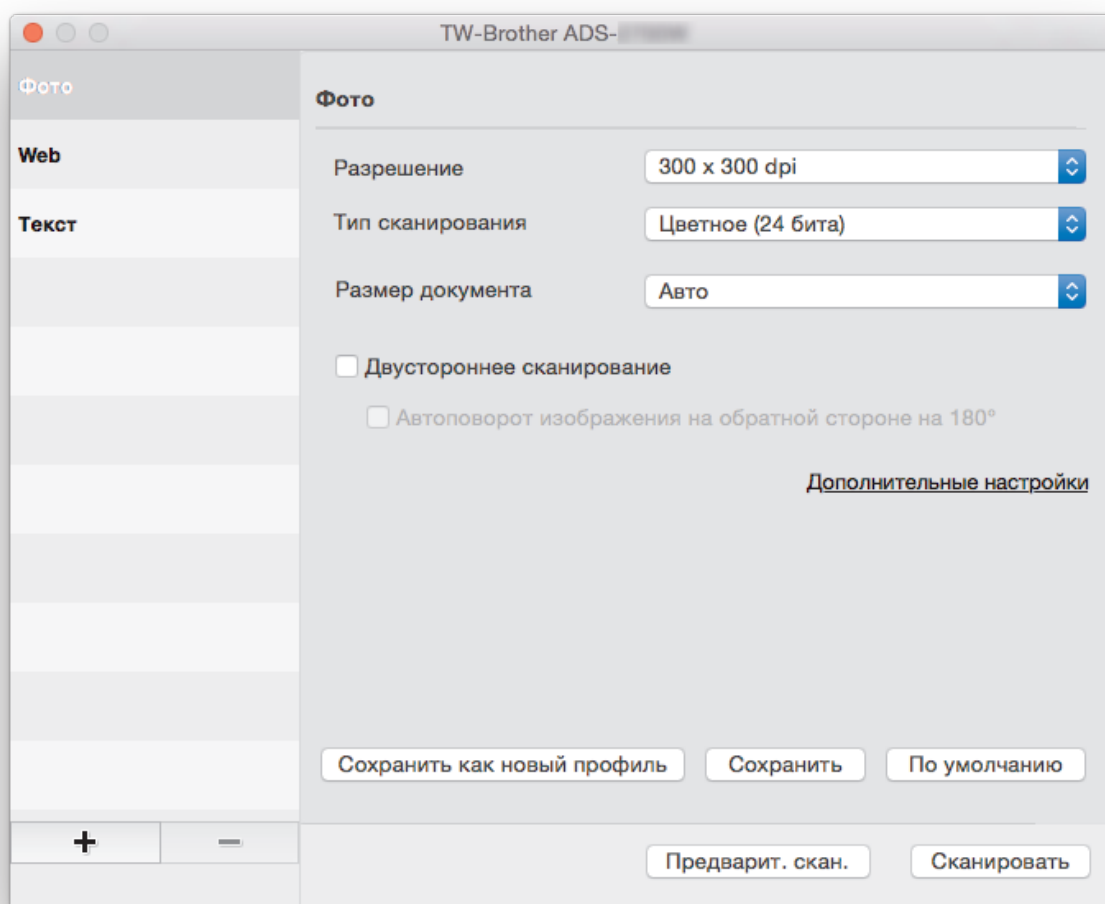 TW-Brother ADS-
Фото
Web
Текст
Фото
Разрешение 300 x 300 dpi
Тип сканирования Цветное (24 бита)
Размер документа Авто
Двустороннее сканирование
Автоповорот изображения на обратной стороне на 180°
Дополнительные настройки
Сохранить как новый профиль Сохранить По умолчанию
+ −
Предварит. скан. Сканировать